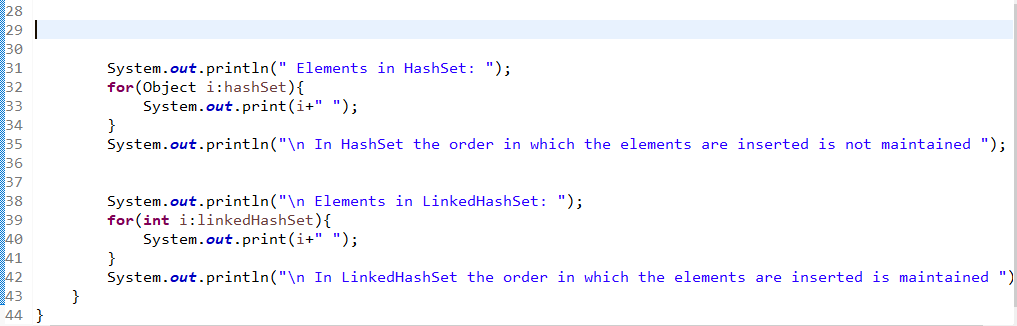 28
29
30
31         System.out.println(" Elements in HashSet: ");
32         for(Object i:hashSet){
33             System.out.print(i+" ");
34         }
35         System.out.println("\n In HashSet the order in which the elements are inserted is not maintained ");
36
37
38         System.out.println("\n Elements in LinkedHashSet: ");
39         for(int i:linkedHashSet){
40             System.out.print(i+" ");
41         }
42         System.out.println("\n In LinkedHashSet the order in which the elements are inserted is maintained ")
43     }
44 }